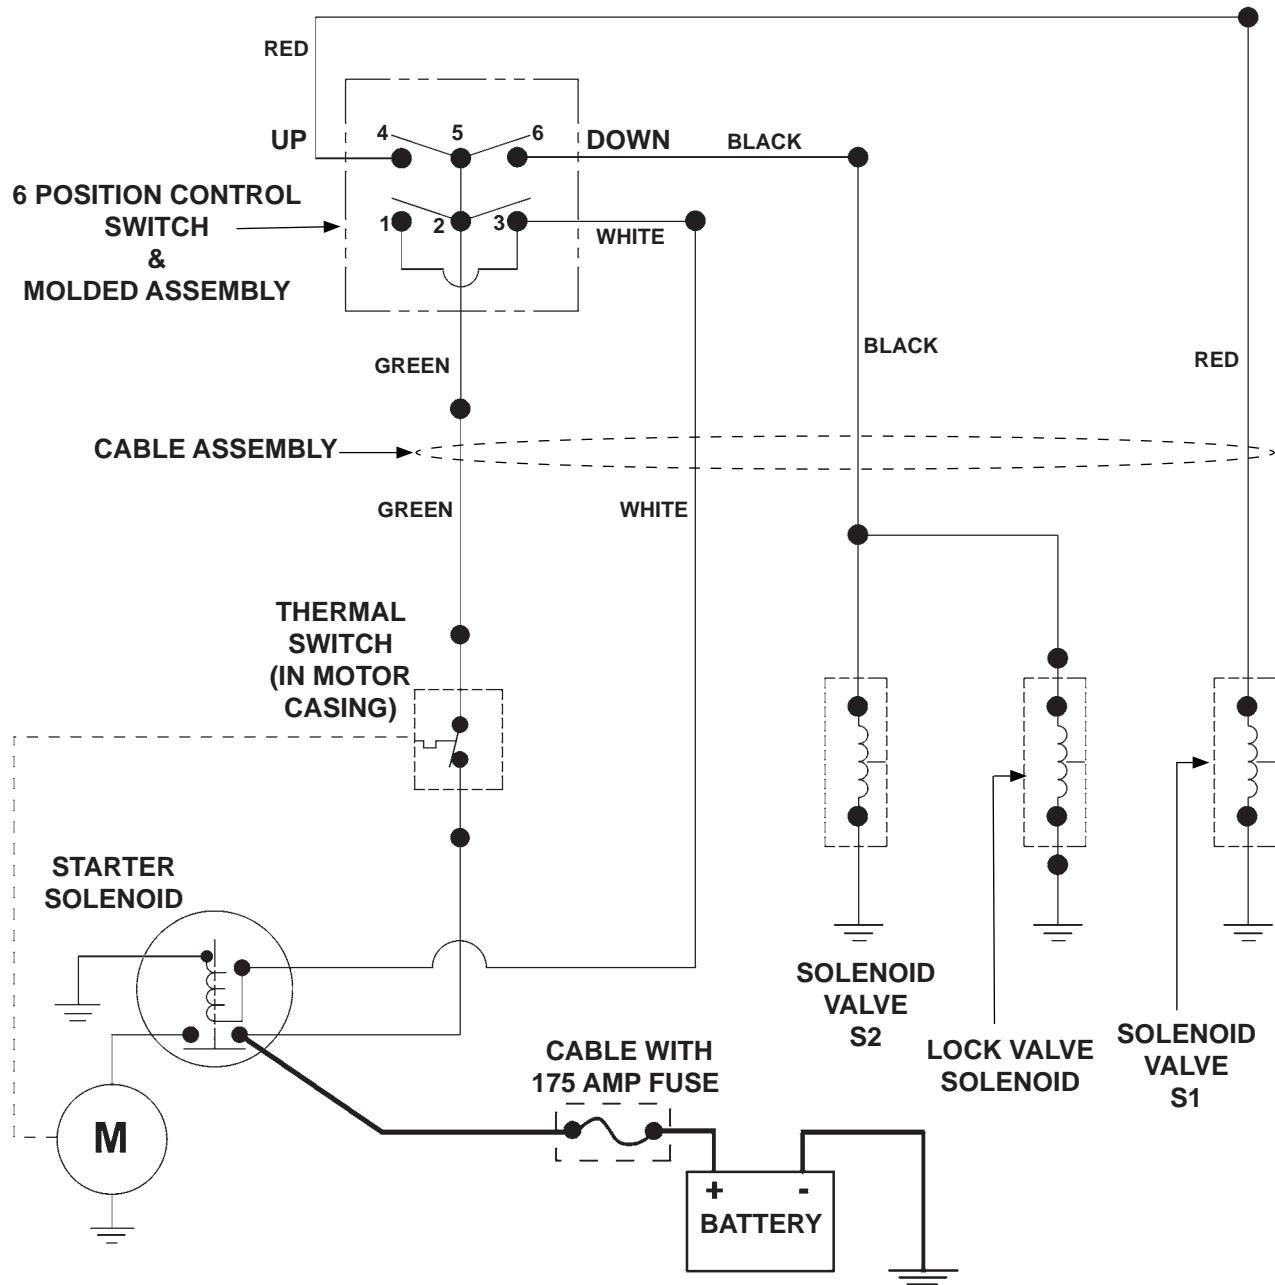 RED
UP
4
5
6
DOWN
BLACK
6 POSITION CONTROL
SWITCH
&
MOLDED ASSEMBLY
1
2
3
WHITE
GREEN
BLACK
RED
CABLE ASSEMBLY
GREEN
WHITE
THERMAL
SWITCH
(IN MOTOR
CASING)
STARTER
SOLENOID
SOLENOID
VALVE
S2
LOCK VALVE
SOLENOID
SOLENOID
VALVE
S1
CABLE WITH
175 AMP FUSE
M
+ -
BATTERY